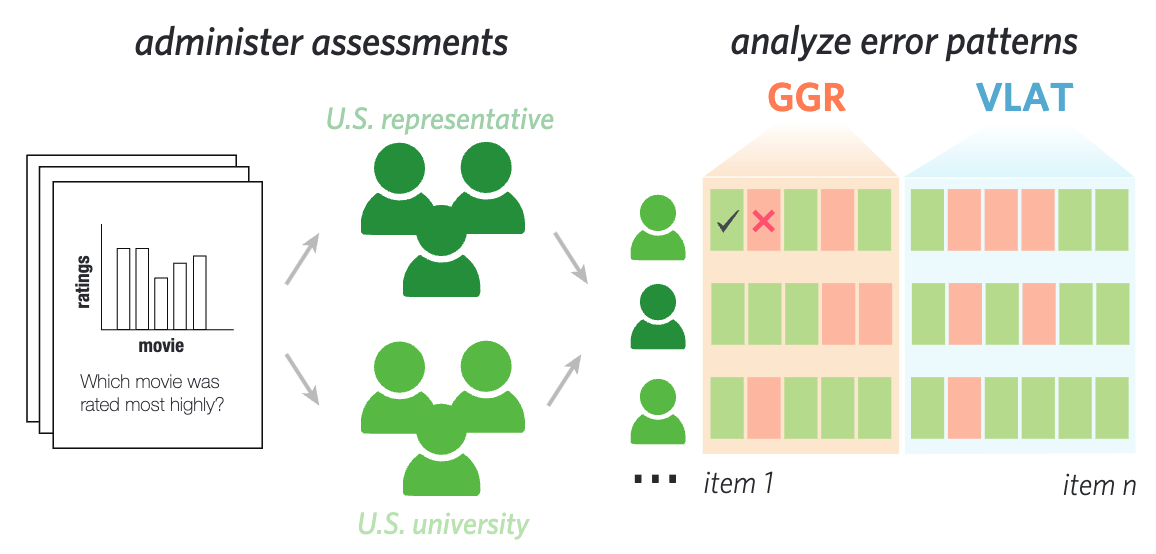 administer assessments
analyze error patterns
GGR
VLAT
U.S. representative
ratings
movie
Which movie was
rated most highly?
U.S. university
...
item 1
item n